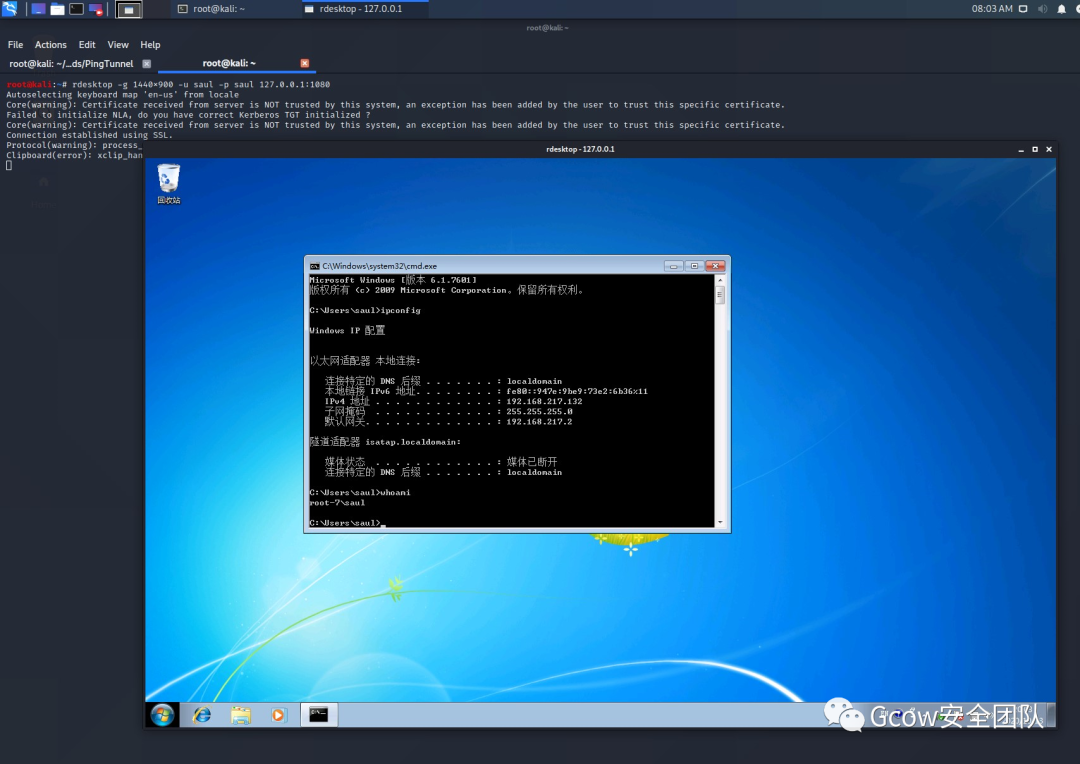 root@kali: ~
rdesktop - 127.0.0.1
08:03 AM
root@kali: ~
File Actions Edit View Help
root@kali: ~/...ds/PingTunnel
root@kali: ~
root@kali:~# rdesktop -g 1440×900 -u saul -p saul 127.0.0.1:1080
Autoselecting keyboard map 'en-us' from locale
Core(warning): Certificate received from server is NOT trusted by this system, an exception has been added by the user to trust this specific certificate.
Failed to initialize NLA, do you have correct Kerberos TGT initialized ?
Core(warning): Certificate received from server is NOT trusted by this system, an exception has been added by the user to trust this specific certificate.
Connection established using SSL.
Protocol(warning): process_
Clipboard(error): xclip_han
rdesktop - 127.0.0.1
回收站
C:\Windows\system32\cmd.exe
Microsoft Windows [版本 6.1.7601]
版权所有 (c) 2009 Microsoft Corporation。保留所有权利。
C:\Users\saul>ipconfig
Windows IP 配置
以太网适配器 本地连接:
连接特定的 DNS 后缀 . . . . . . . : localdomain
本地链接 IPv6 地址. . . . . . . . : fe80::947e:9be9:73e2:6b36%11
IPv4 地址 . . . . . . . . . . . . : 192.168.217.132
子网掩码 . . . . . . . . . . . . : 255.255.255.0
默认网关. . . . . . . . . . . . . : 192.168.217.2
隧道适配器 isatap.localdomain:
媒体状态 . . . . . . . . . . . . : 媒体已断开
连接特定的 DNS 后缀 . . . . . . . : localdomain
C:\Users\saul>whoami
root-7\saul
C:\Users\saul>_
Gcow安全团队